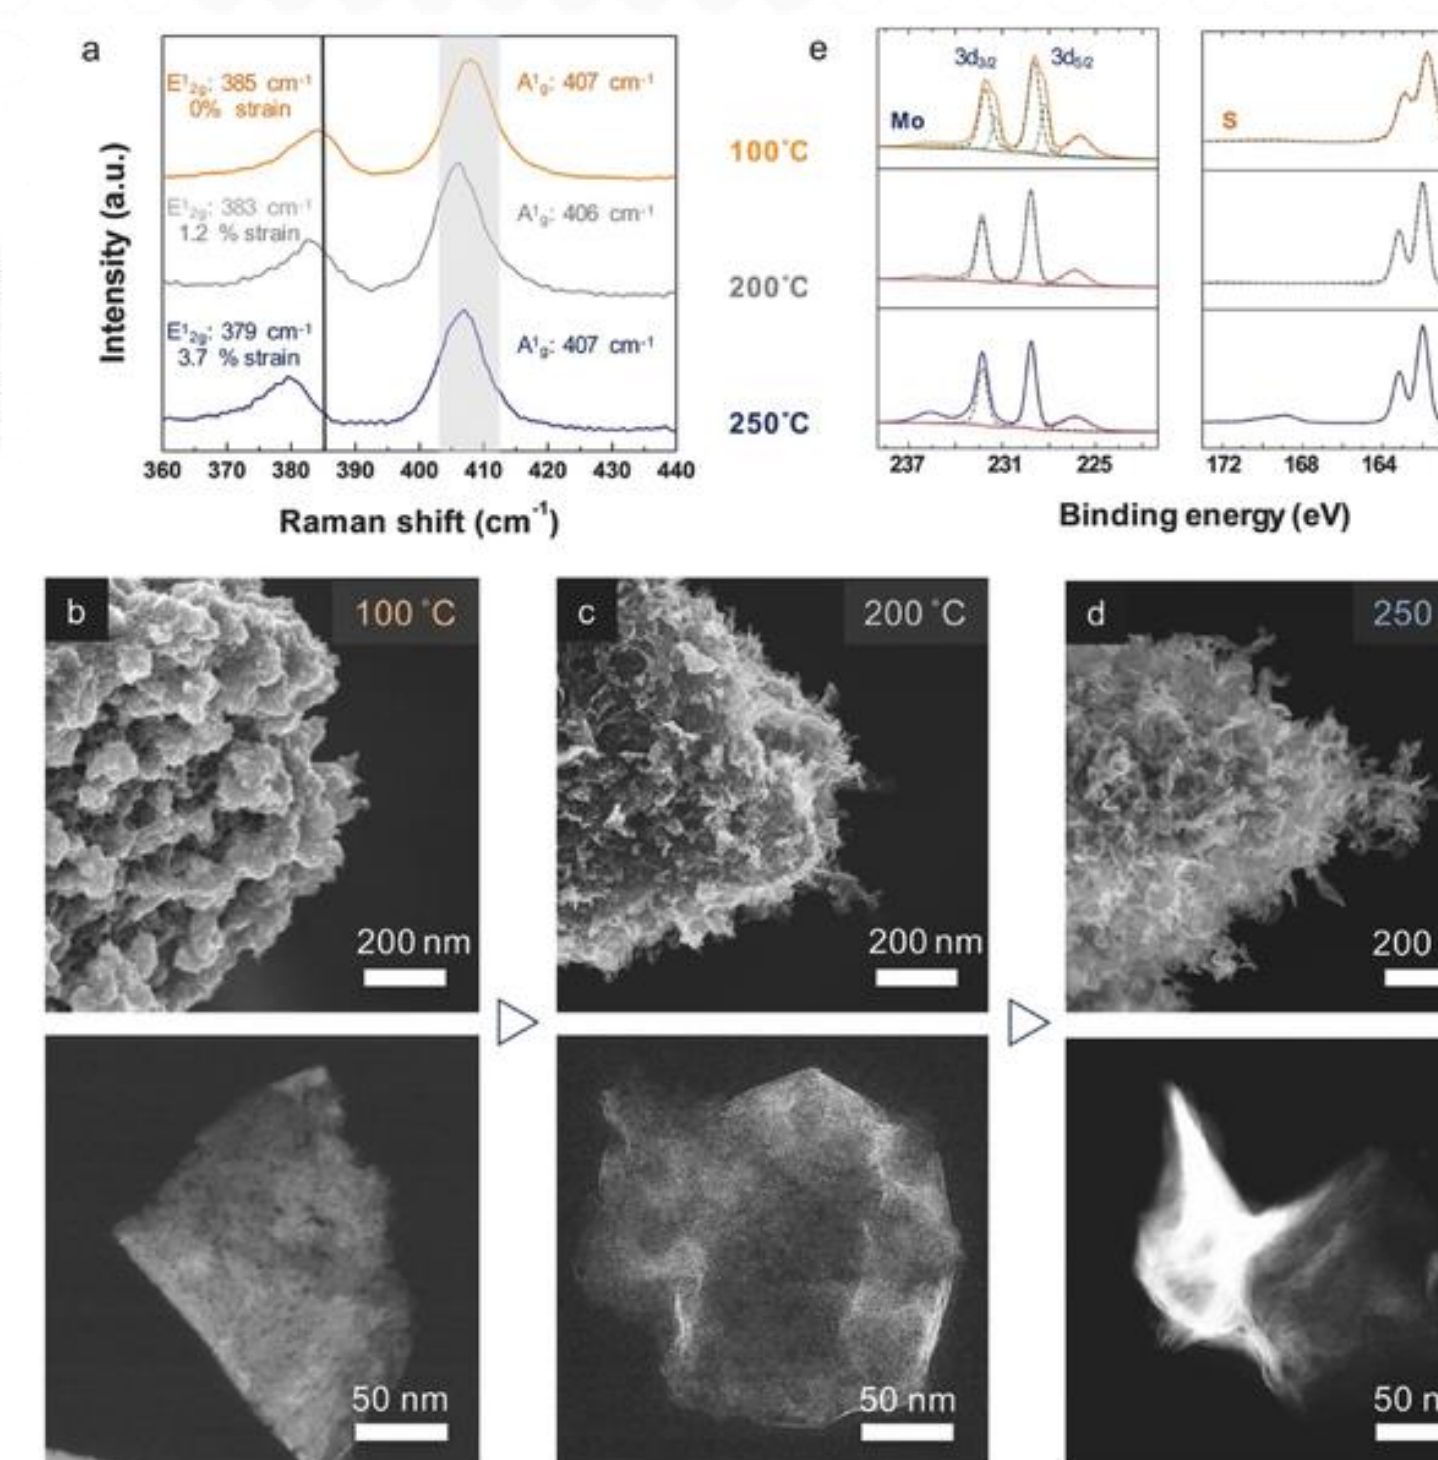 a
E¹₂g: 385 cm⁻¹
0% strain
A¹g: 407 cm⁻¹
E¹₂g: 383 cm⁻¹
1.2 % strain
A¹g: 406 cm⁻¹
E¹₂g: 379 cm⁻¹
3.7 % strain
A¹g: 407 cm⁻¹
Intensity (a.u.)
360 370 380 390 400 410 420 430 440
Raman shift (cm⁻¹)
e
100˚C
200˚C
250˚C
3d₃/₂ 3d₅/₂
Mo
S
237 231 225
172 168 164
Binding energy (eV)
b
100 ˚C
200 nm
50 nm
c
200 ˚C
200 nm
50 nm
d
250
200
50 n